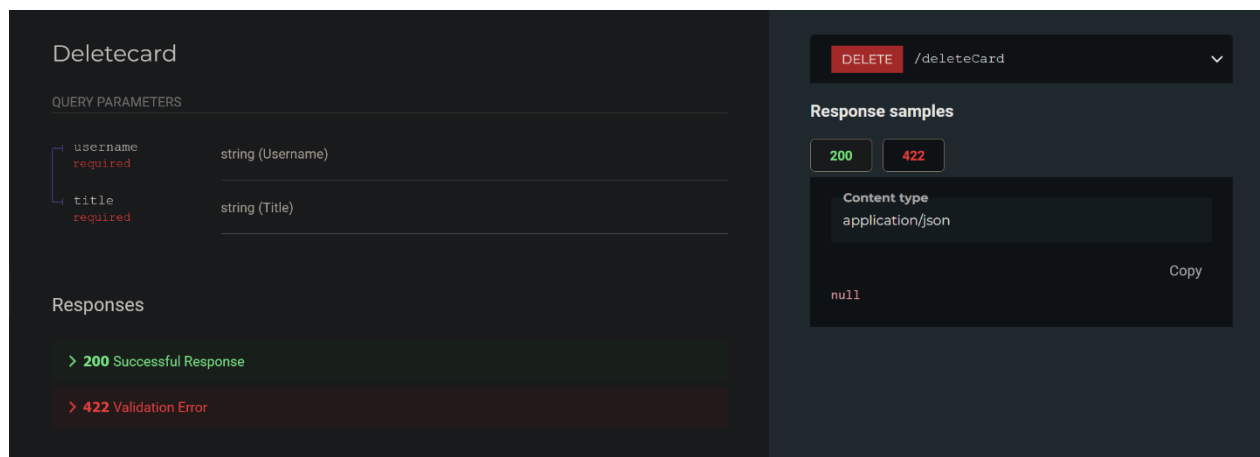 Deletecard
QUERY PARAMETERS
username
required
string (Username)
title
required
string (Title)
Responses
200 Successful Response
422 Validation Error
DELETE /deleteCard
Response samples
200 422
Content type
application/json
Copy
null